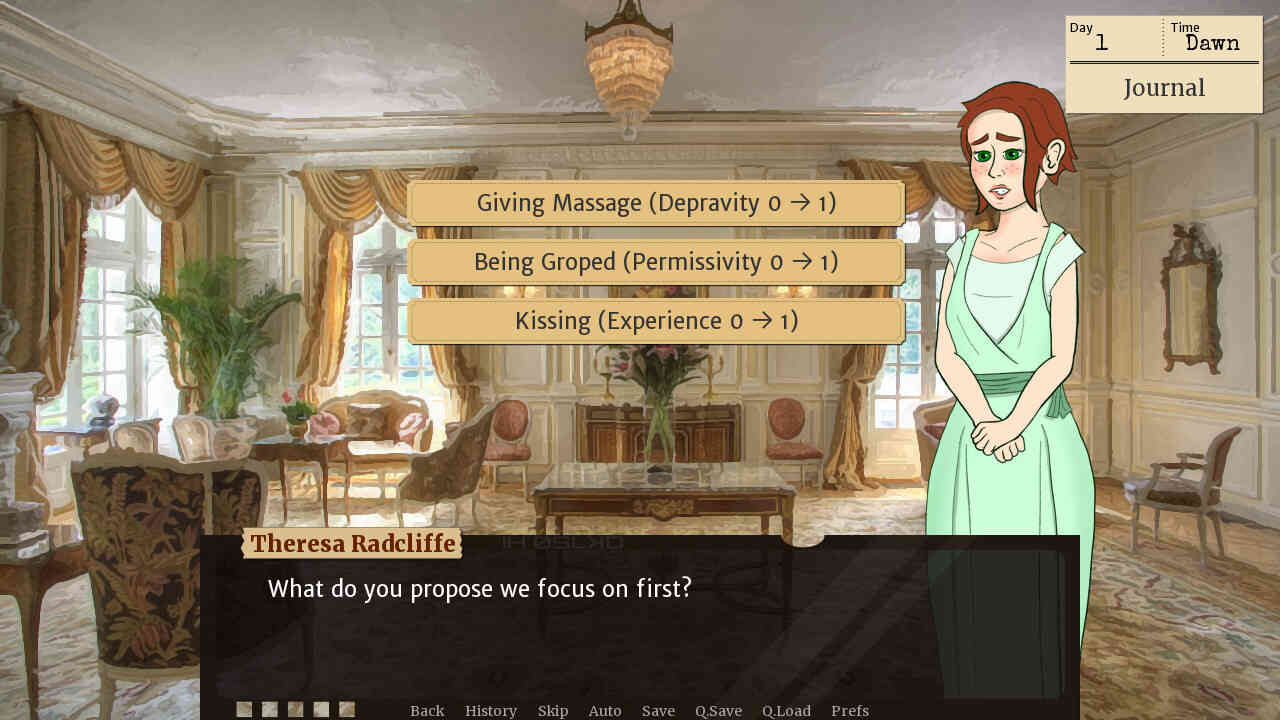 Day
1
Time
Dawn
Journal
Giving Massage (Depravity 0 → 1)
Being Groped (Permissivity 0 → 1)
Kissing (Experience 0 → 1)
Theresa Radcliffe
What do you propose we focus on first?
Back History Skip Auto Save Q.Save Q.Load Prefs